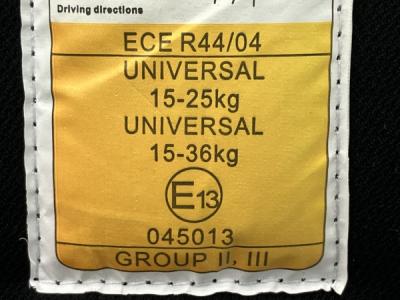 Driving directions
ECE R44/04
UNIVERSAL
15-25kg
UNIVERSAL
15-36kg
E13
045013
GROUP II, III